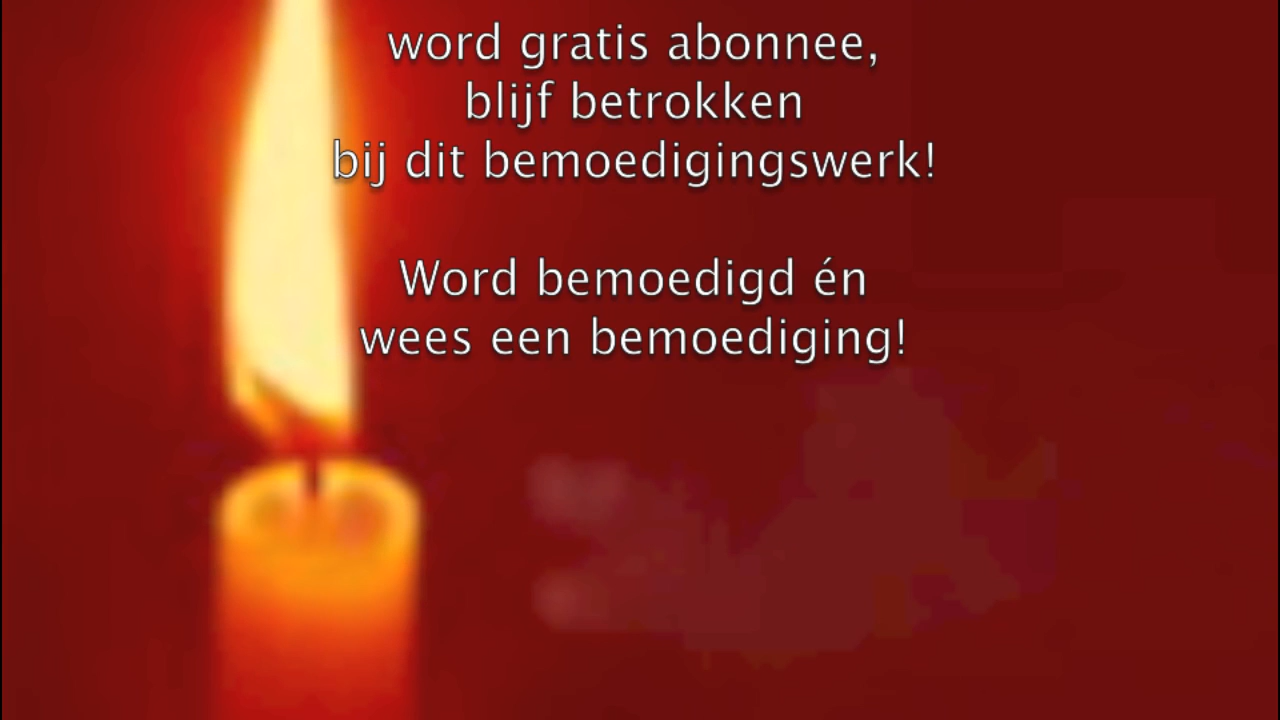 word gratis abonnee,
blijf betrokken
bij dit bemoedigingswerk!
Word bemoedigd én
wees een bemoediging!